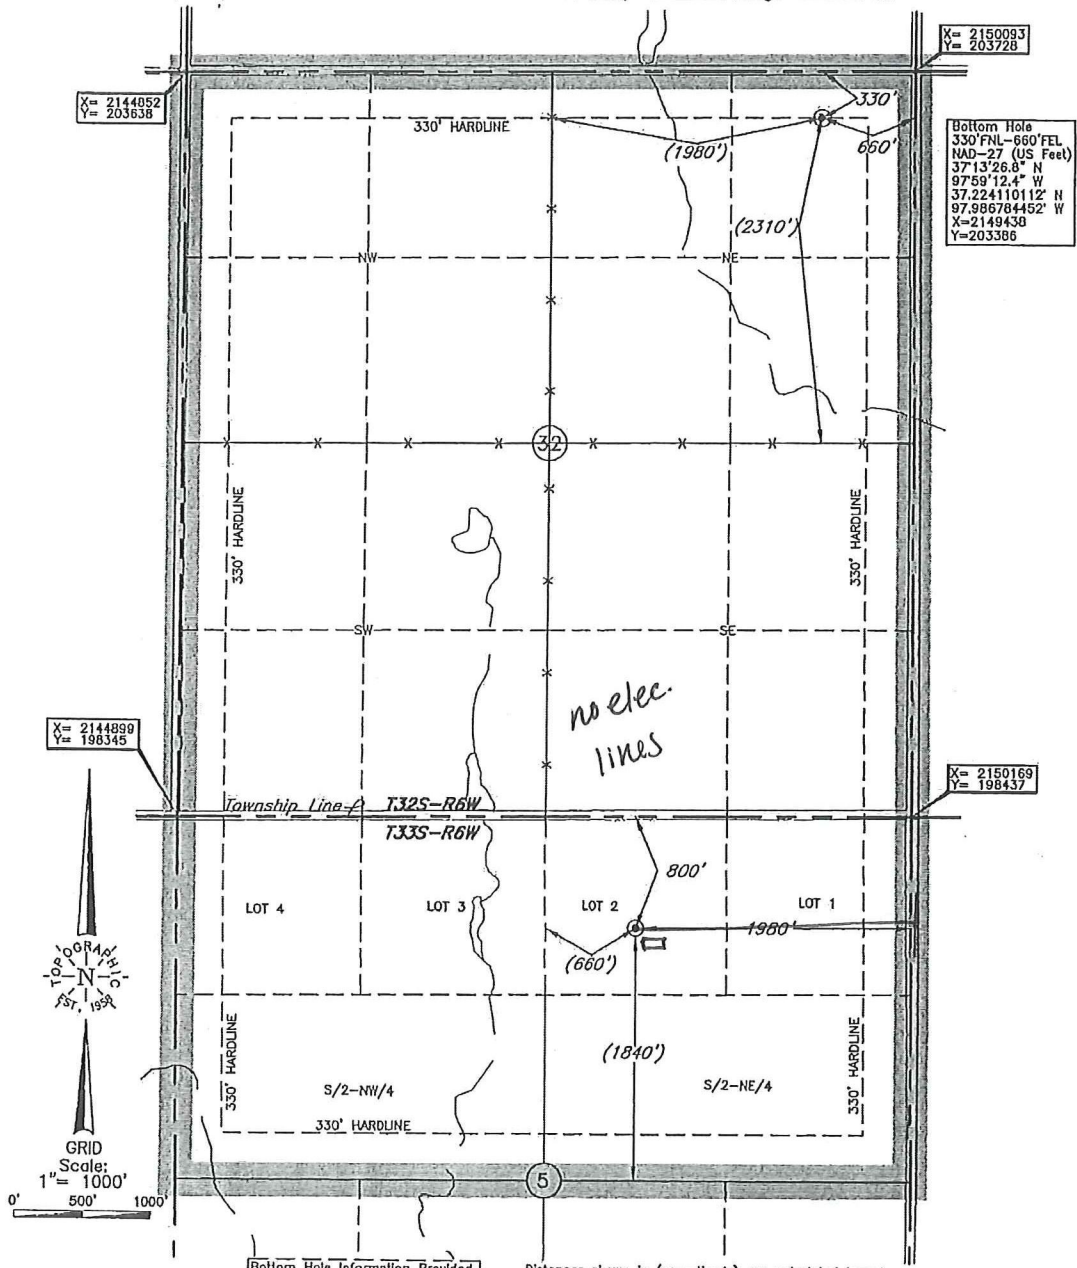 X= 2150093
Y= 203728
X= 2144852
Y= 203638
330'
330' HARDLINE
(1980')
660'
Bottom Hole
330'FNL-660'FEL
NAD-27 (US Feet)
37°13'26.8" N
97°59'12.4" W
37.224110112° N
97.986784452° W
X=2149438
Y=203386
(2310')
NW
NE
32
330' HARDLINE
330' HARDLINE
SW
SE
no elec.
lines
X= 2144899
Y= 198345
X= 2150169
Y= 198437
Township Line
T32S-R6W
T33S-R6W
800'
LOT 4
LOT 3
LOT 2
LOT 1
1980'
(660')
TOPOGRAPHIC
N
EST. 1958
330' HARDLINE
330' HARDLINE
(1840')
S/2-NW/4
S/2-NE/4
330' HARDLINE
GRID
Scale:
1"= 1000'
0' 500' 1000'
5
Bottom Hole Information Provided